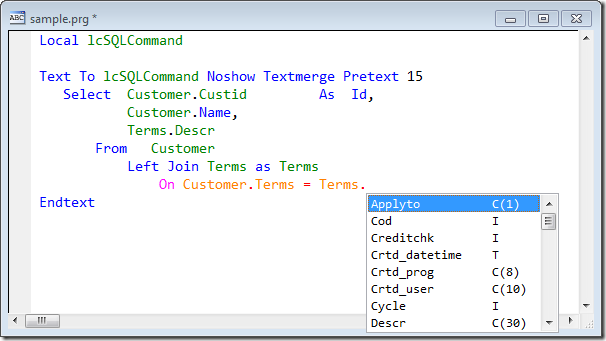 ABC sample.prg *
Local lcSQLCommand
Text To lcSQLCommand Noshow Textmerge Pretext 15
Select Customer.Custid As Id,
Customer.Name,
Terms.Descr
From Customer
Left Join Terms as Terms
On Customer.Terms = Terms.
Endtext
Applyto C(1)
Cod I
Creditchk I
Crtd_datetime T
Crtd_prog C(8)
Crtd_user C(10)
Cycle I
Descr C(30)